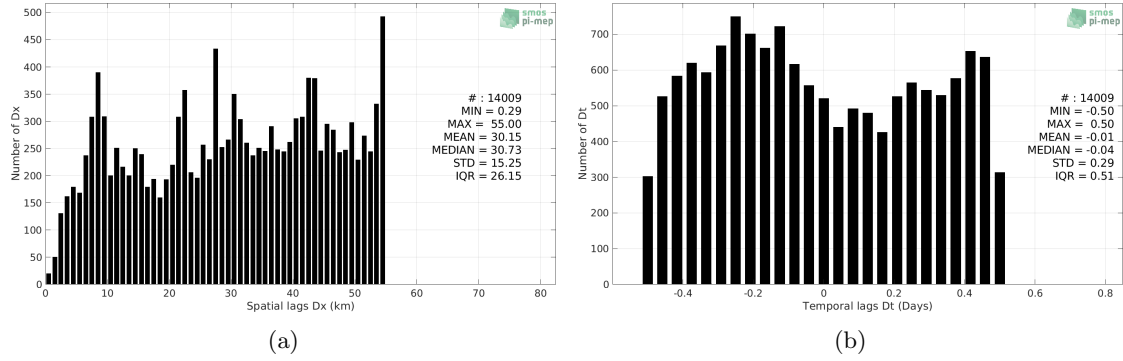 500
450
400
350
300
250
200
150
100
50
0
0 10 20 30 40 50 60 70 80
Number of Dx
Spatial lags Dx (km)
smos
pi-mep
# : 14009
MIN = 0.29
MAX = 55.00
MEAN = 30.15
MEDIAN = 30.73
STD = 15.25
IQR = 26.15
(a)
700
600
500
400
300
200
100
0
-0.4 -0.2 0 0.2 0.4 0.6 0.8
Number of Dt
Temporal lags Dt (Days)
smos
pi-mep
# : 14009
MIN = -0.50
MAX = 0.50
MEAN = -0.01
MEDIAN = -0.04
STD = 0.29
IQR = 0.51
(b)